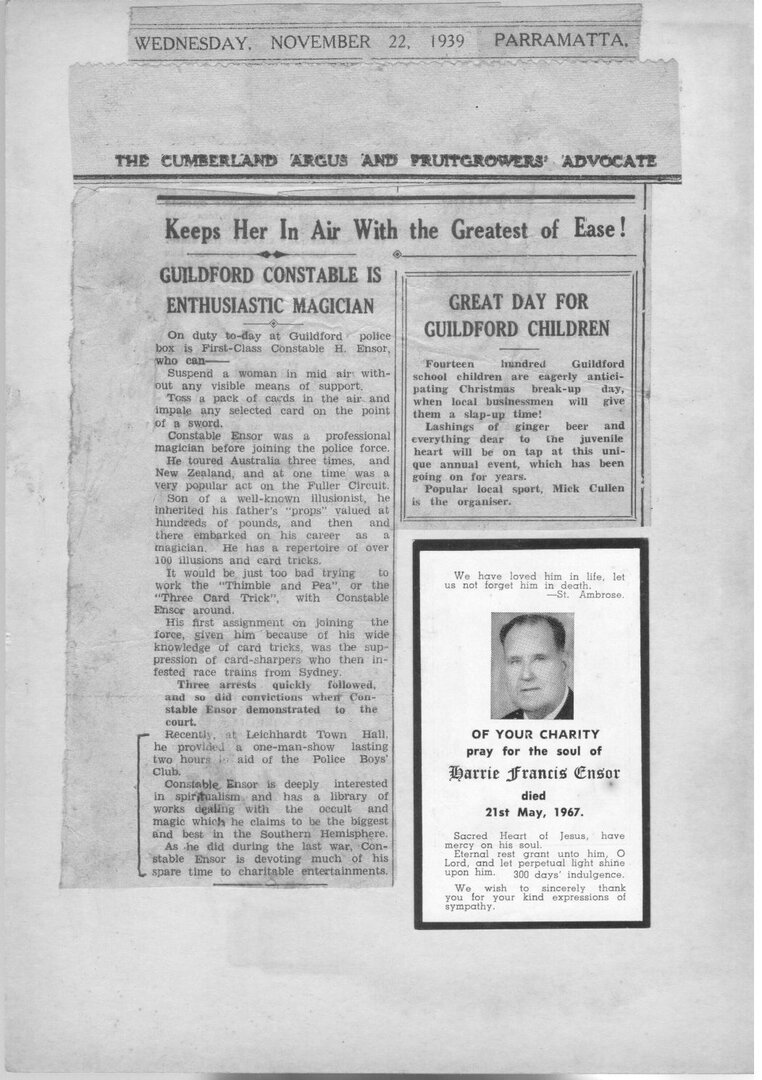 WEDNESDAY, NOVEMBER 22, 1939 PARRAMATTA,
THE CUMBERLAND ARGUS AND FRUITGROWERS' ADVOCATE
Keeps Her In Air With the Greatest of Ease!
GUILDFORD CONSTABLE IS
ENTHUSIASTIC MAGICIAN
On duty to-day at Guildford police
box is First-Class Constable H. Ensor,
who can—
Suspend a woman in mid air with-
out any visible means of support.
Toss a pack of cards in the air and
impale any selected card on the point
of a sword.
Constable Ensor was a professional
magician before joining the police force.
He toured Australia three times, and
New Zealand, and at one time was a
very popular act on the Fuller Circuit.
Son of a well-known illusionist, he
inherited his father's "props" valued at
hundreds of pounds, and then and
there embarked on his career as a
magician. He has a repertoire of over
100 illusions and card tricks.
It would be just too bad trying to
work the "Thimble and Pea", or the
"Three Card Trick", with Constable
Ensor around.
His first assignment on joining the
force, given him because of his wide
knowledge of card tricks, was the sup-
pression of card-sharpers who then in-
fested race trains from Sydney.
Three arrests quickly followed,
and so did convictions when Con-
stable Ensor demonstrated to the
court.
Recently, at Leichhardt Town Hall,
he provided a one-man-show lasting
two hours in aid of the Police Boys'
Club.
Constable Ensor is deeply interested
in spiritualism and has a library of
works dealing with the occult and
magic which he claims to be the biggest
and best in the Southern Hemisphere.
As he did during the last war, Con-
stable Ensor is devoting much of his
spare time to charitable entertainments.
GREAT DAY FOR
GUILDFORD CHILDREN
Fourteen hundred Guildford
school children are eagerly antici-
pating Christmas break-up day,
when local businessmen will give
them a slap-up time!
Lashings of ginger beer and
everything dear to the juvenile
heart will be on tap at this uni-
que annual event, which has been
going on for years.
Popular local sport, Mick Cullen
is the organiser.
We have loved him in life, let
us not forget him in death.
—St. Ambrose.
OF YOUR CHARITY
pray for the soul of
Harrie Francis Ensor
died
21st May, 1967.
Sacred Heart of Jesus, have
mercy on his soul.
Eternal rest grant unto him, O
Lord, and let perpetual light shine
upon him. 300 days' indulgence.
We wish to sincerely thank
you for your kind expressions of
sympathy.